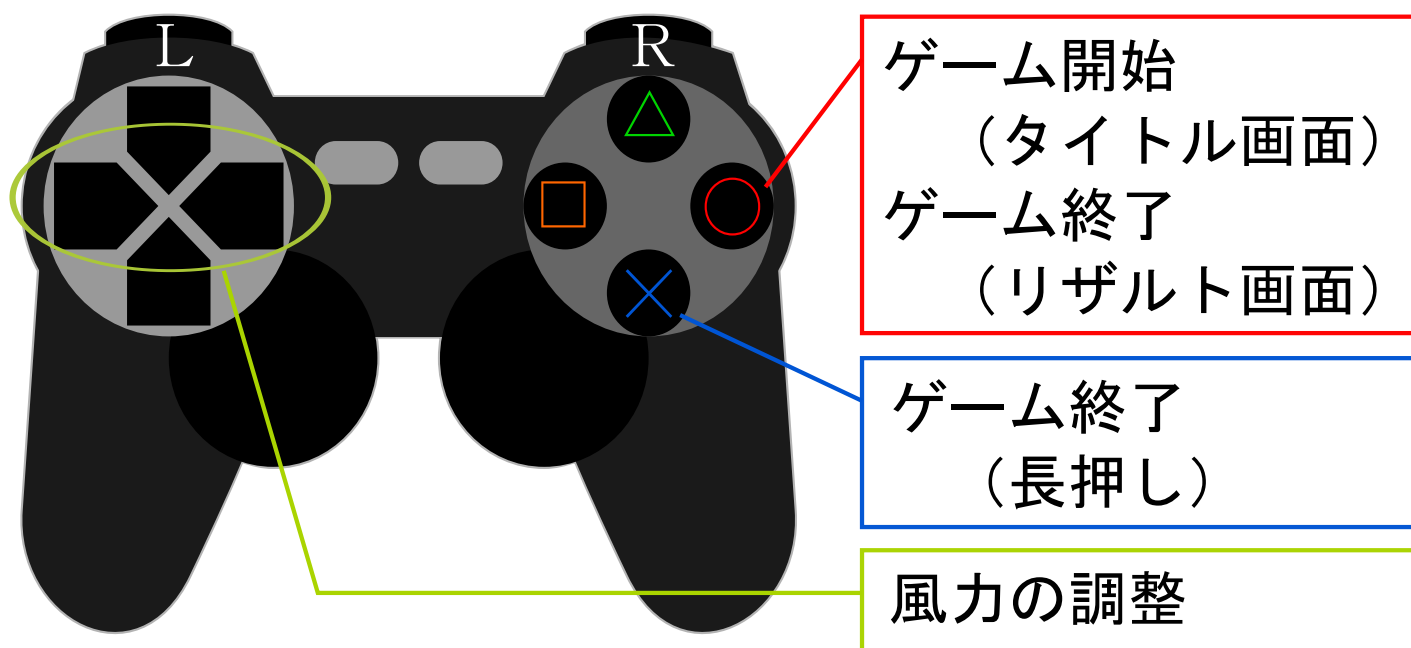 L
R
ゲーム開始
（タイトル画面）
ゲーム終了
（リザルト画面）
ゲーム終了
（長押し）
風力の調整